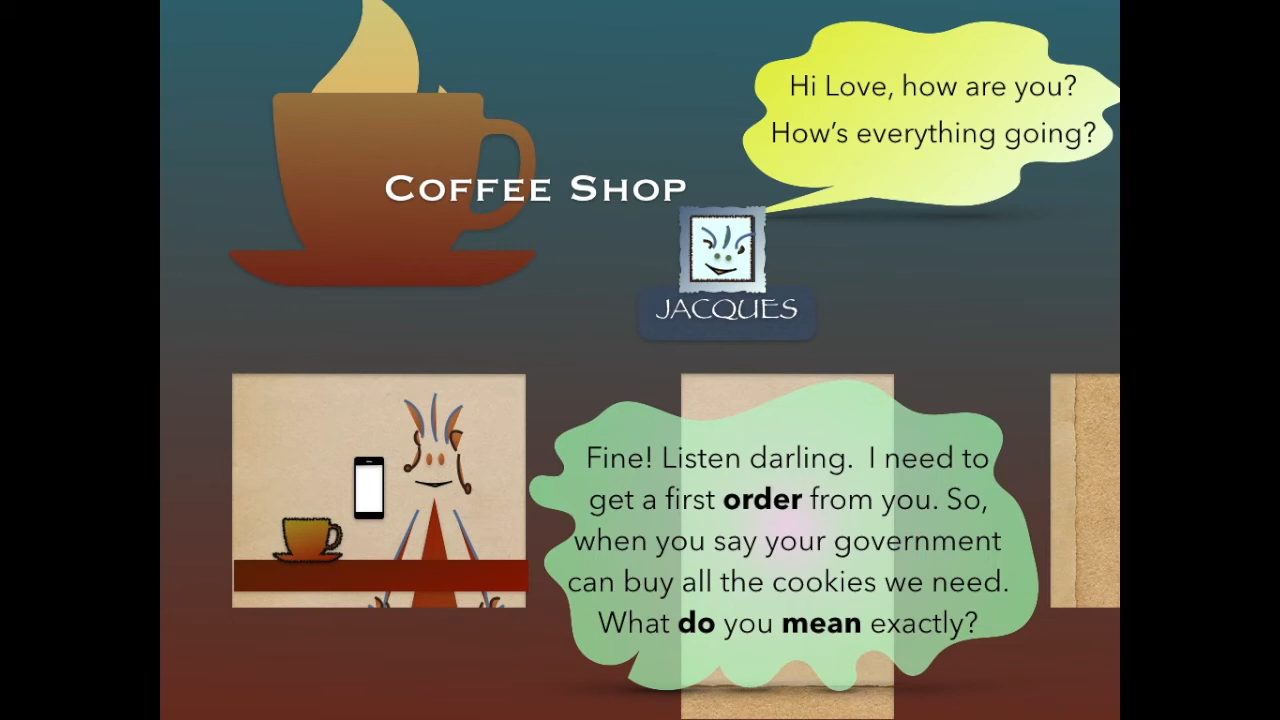 Hi Love, how are you?
How's everything going?
Coffee Shop
JACQUES
Fine! Listen darling. I need to
get a first order from you. So,
when you say your government
can buy all the cookies we need.
What do you mean exactly?